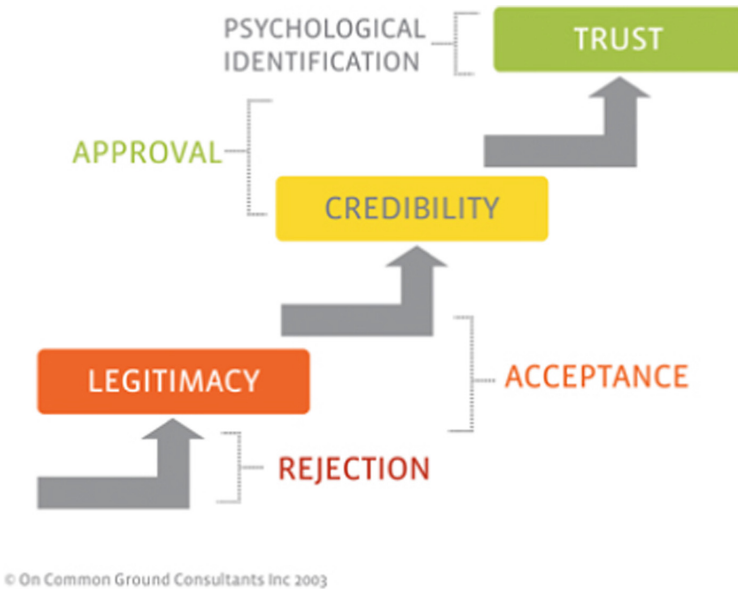 PSYCHOLOGICAL
IDENTIFICATION
TRUST
APPROVAL
CREDIBILITY
LEGITIMACY
ACCEPTANCE
REJECTION
© On Common Ground Consultants Inc 2003